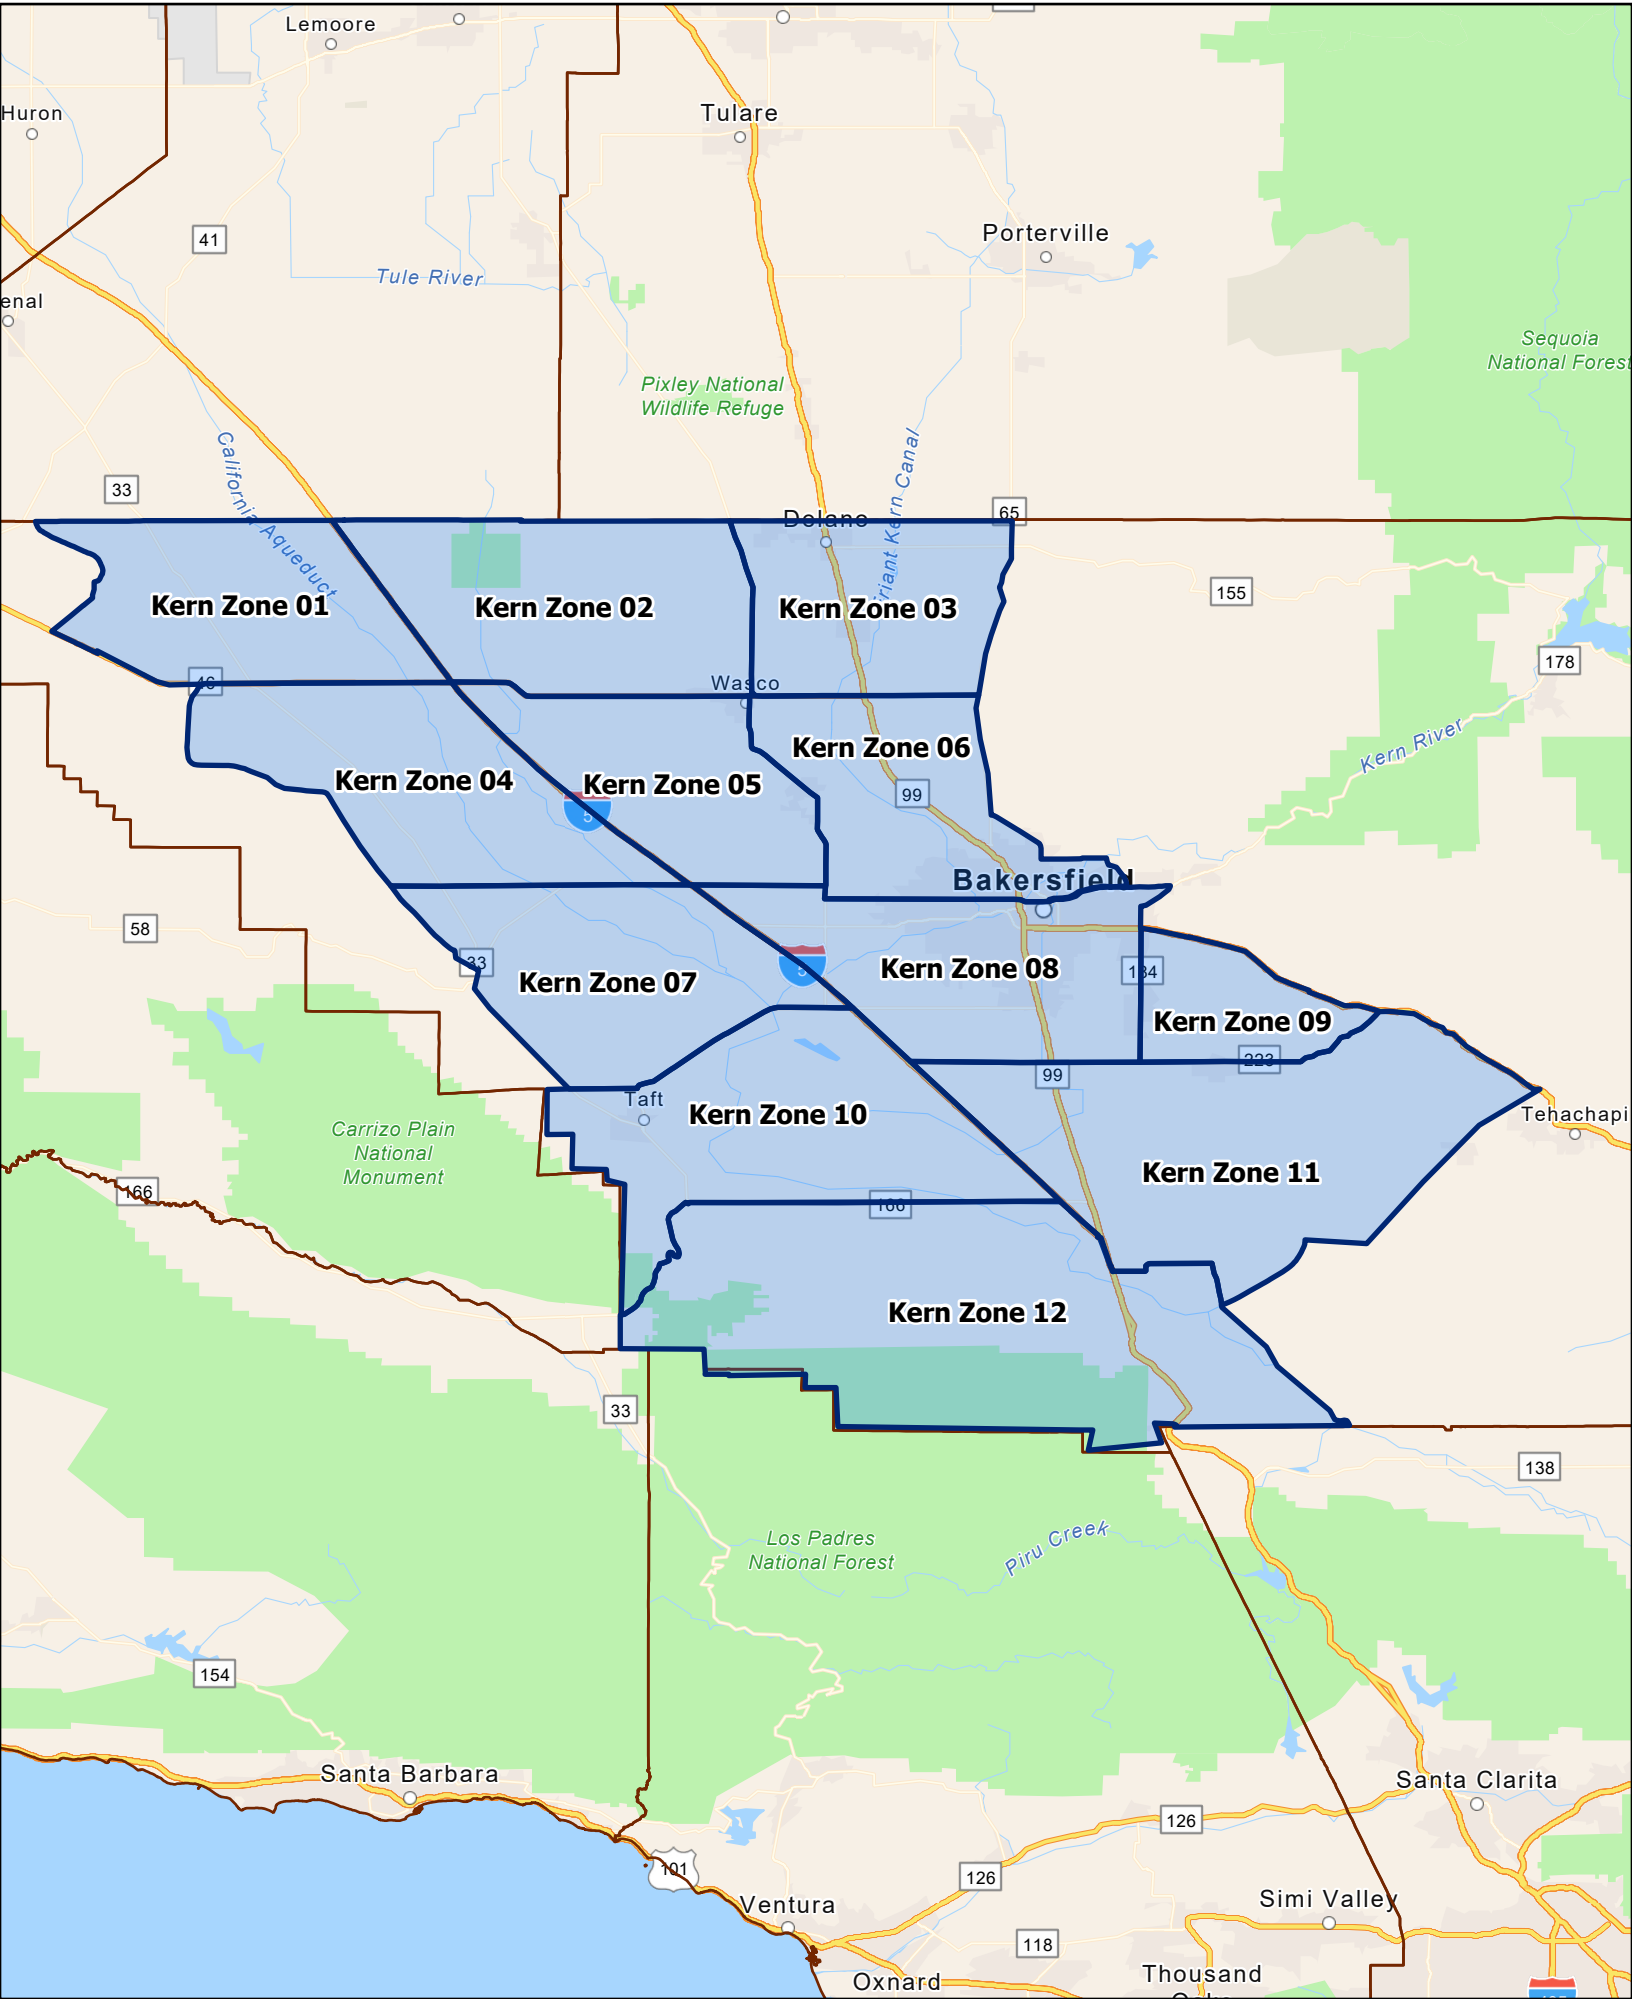 Lemoore
Huron
Tulare
41
Porterville
Tule River
enal
Sequoia
National Forest
Pixley National
Wildlife Refuge
California Aqueduct
33
65
Delano
riant Kern Canal
155
Kern Zone 01
Kern Zone 02
Kern Zone 03
178
46
Wasco
Kern River
Kern Zone 04
Kern Zone 05
Kern Zone 06
99
5
Bakersfield
58
33
5
Kern Zone 07
Kern Zone 08
184
Kern Zone 09
223
99
Taft
Kern Zone 10
Tehachapi
Carrizo Plain
National
Monument
Kern Zone 11
166
166
Kern Zone 12
33
138
Los Padres
National Forest
Piru Creek
154
Santa Barbara
Santa Clarita
126
101
126
Ventura
Simi Valley
118
Oxnard
Thousand